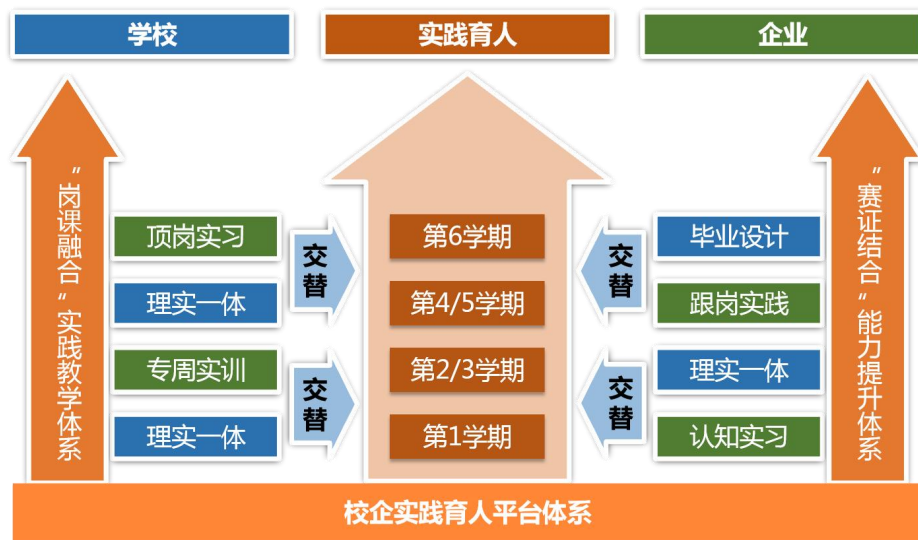 学校
实践育人
企业
“岗课融合“实践教学体系
顶岗实习
理实一体
专周实训
理实一体
交替
交替
第6学期
第4/5学期
第2/3学期
第1学期
交替
交替
毕业设计
跟岗实践
理实一体
认知实习
“赛证结合“能力提升体系
校企实践育人平台体系